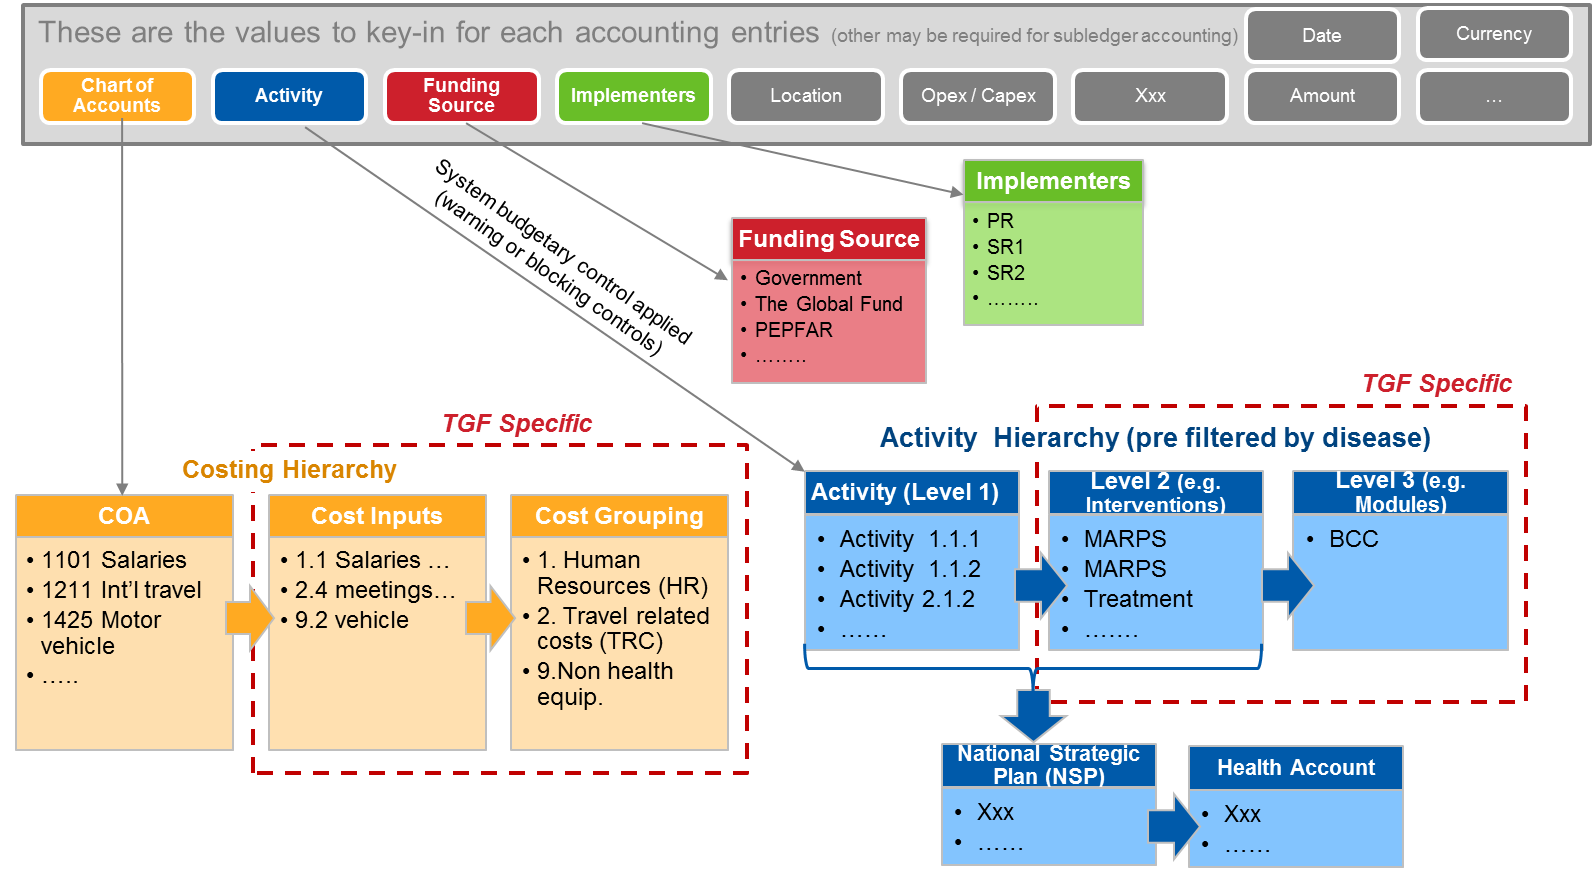 These are the values to key-in for each accounting entries (other may be required for subledger accounting)
Date
Currency
Chart of
Accounts
Activity
Funding
Source
Implementers
Location
Opex / Capex
Xxx
Amount
...
System budgetary control applied
(warning or blocking controls)
Implementers
• PR
• SR1
• SR2
• ........
Funding Source
• Government
• The Global Fund
• PEPFAR
• ........
TGF Specific
Costing Hierarchy
COA
• 1101 Salaries
• 1211 Int’l travel
• 1425 Motor
vehicle
• .....
Cost Inputs
• 1.1 Salaries ...
• 2.4 meetings...
• 9.2 vehicle
Cost Grouping
• 1. Human
Resources (HR)
• 2. Travel related
costs (TRC)
• 9.Non health
equip.
TGF Specific
Activity Hierarchy (pre filtered by disease)
Activity (Level 1)
• Activity 1.1.1
• Activity 1.1.2
• Activity 2.1.2
• ......
Level 2 (e.g.
Interventions)
• MARPS
• MARPS
• Treatment
• .......
Level 3 (e.g.
Modules)
• BCC
National Strategic
Plan (NSP)
• Xxx
• ......
Health Account
• Xxx
• ......